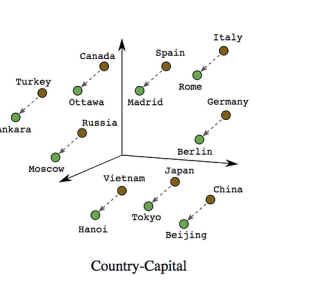 Italy
Canada
Spain
Turkey
Rome
Ottawa
Madrid
Germany
Russia
nkara
Berlin
Moscow
Japan
Vietnam
China
Tokyo
Hanoi
Beijing
Country-Capital